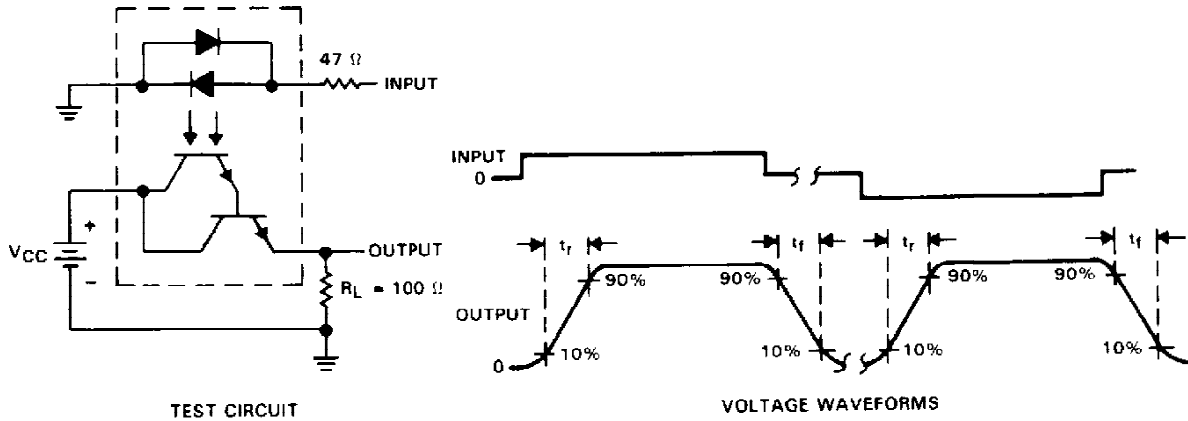 47 Ω
INPUT
+
VCC
−
OUTPUT
RL = 100 Ω
TEST CIRCUIT
INPUT
0
tr
tf
tr
tf
90%
90%
90%
90%
OUTPUT
10%
10%
10%
10%
0
VOLTAGE WAVEFORMS